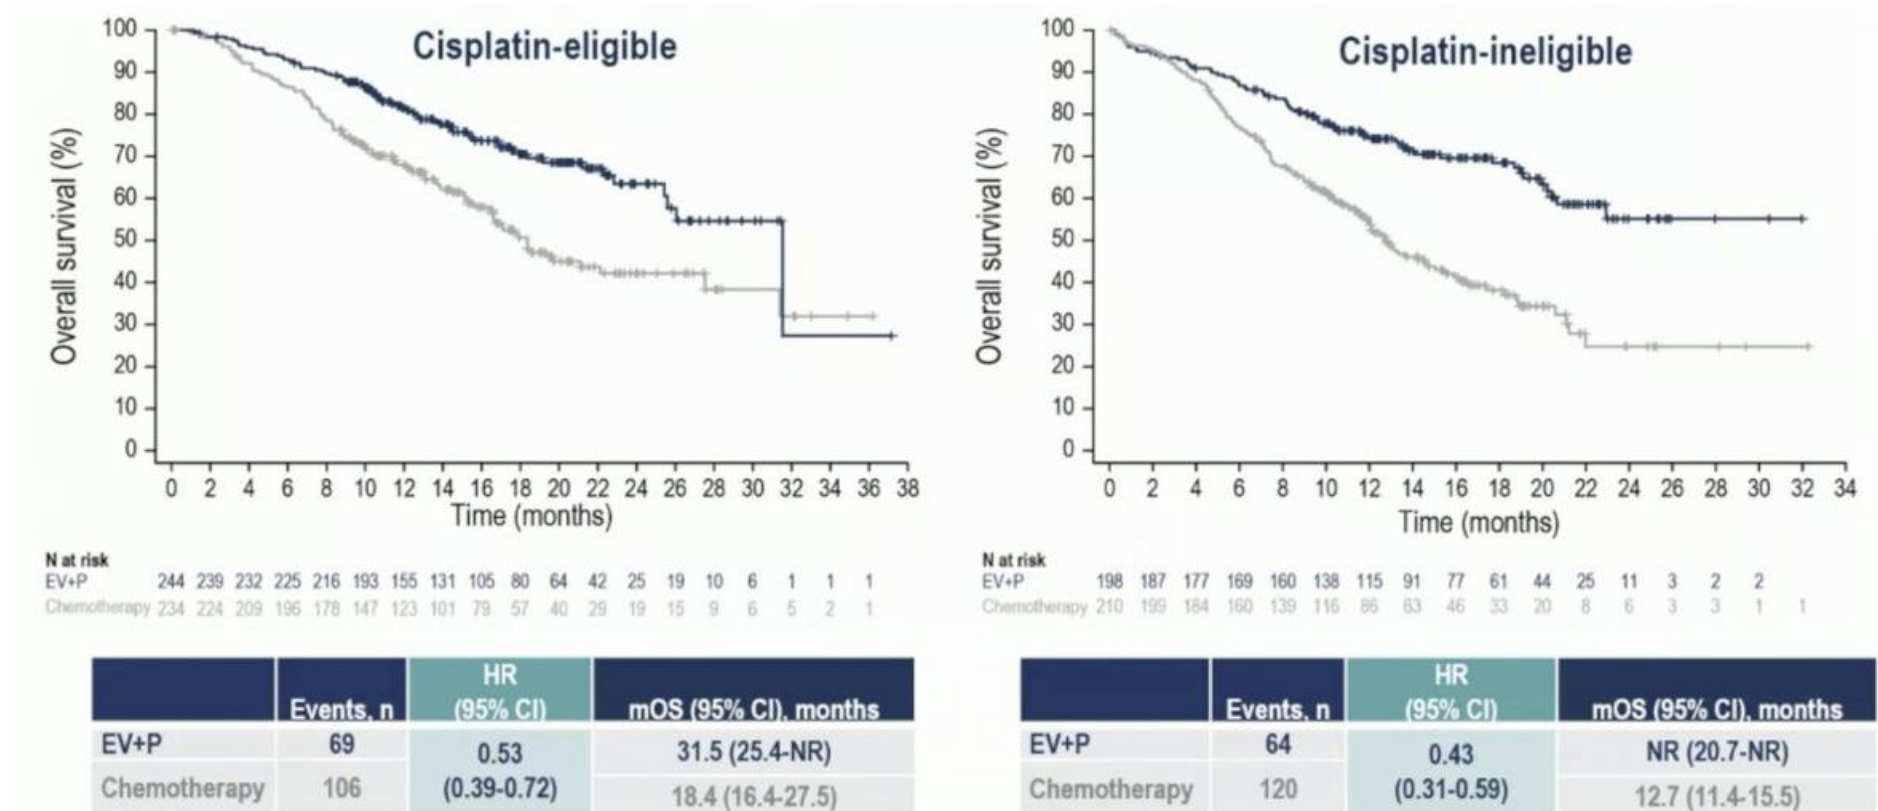 Cisplatin-eligible
Overall survival (%)
100
90
80
70
60
50
40
30
20
10
0
0 2 4 6 8 10 12 14 16 18 20 22 24 26 28 30 32 34 36 38
Time (months)
N at risk
EV+P 244 239 232 225 216 193 155 131 105 80 64 42 25 19 10 6 1 1 1
Chemotherapy 234 224 209 196 178 147 123 101 79 57 40 29 19 15 9 6 5 2 1
Events, n HR (95% CI) mOS (95% CI), months
EV+P 69 0.53 (0.39-0.72) 31.5 (25.4-NR)
Chemotherapy 106 18.4 (16.4-27.5)
Cisplatin-ineligible
Overall survival (%)
100
90
80
70
60
50
40
30
20
10
0
0 2 4 6 8 10 12 14 16 18 20 22 24 26 28 30 32 34
Time (months)
N at risk
EV+P 198 187 177 169 160 138 115 91 77 61 44 25 11 3 2 2
Chemotherapy 210 199 184 160 139 116 86 63 46 33 20 8 6 3 3 1 1
Events, n HR (95% CI) mOS (95% CI), months
EV+P 64 0.43 (0.31-0.59) NR (20.7-NR)
Chemotherapy 120 12.7 (11.4-15.5)